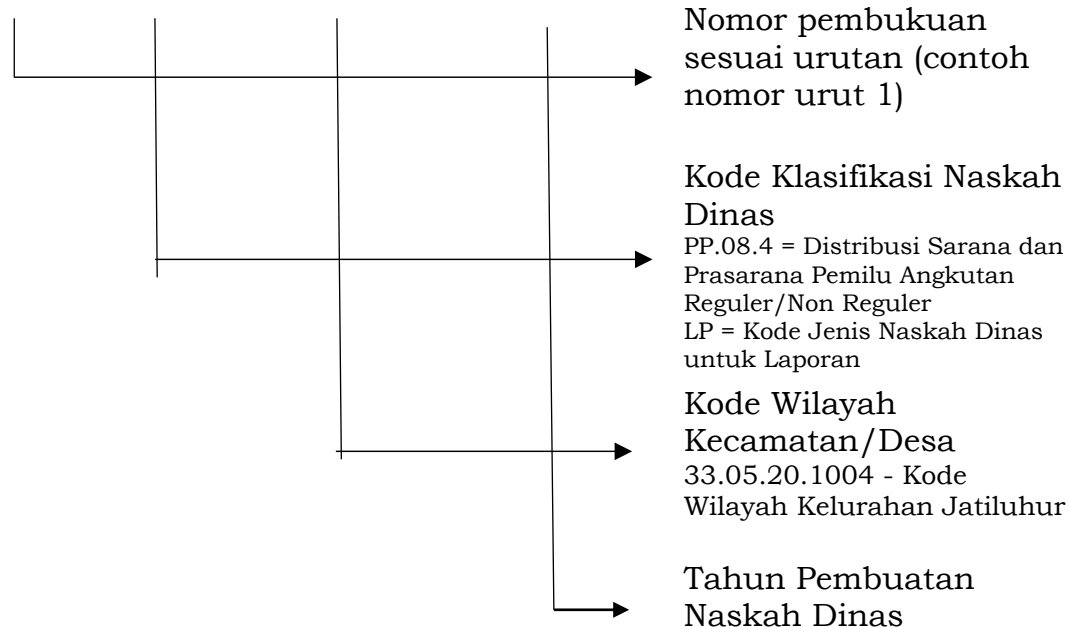 Nomor pembukuan
sesuai urutan (contoh
nomor urut 1)
Kode Klasifikasi Naskah
Dinas
PP.08.4 = Distribusi Sarana dan
Prasarana Pemilu Angkutan
Reguler/Non Reguler
LP = Kode Jenis Naskah Dinas
untuk Laporan
Kode Wilayah
Kecamatan/Desa
33.05.20.1004 - Kode
Wilayah Kelurahan Jatiluhur
Tahun Pembuatan
Naskah Dinas